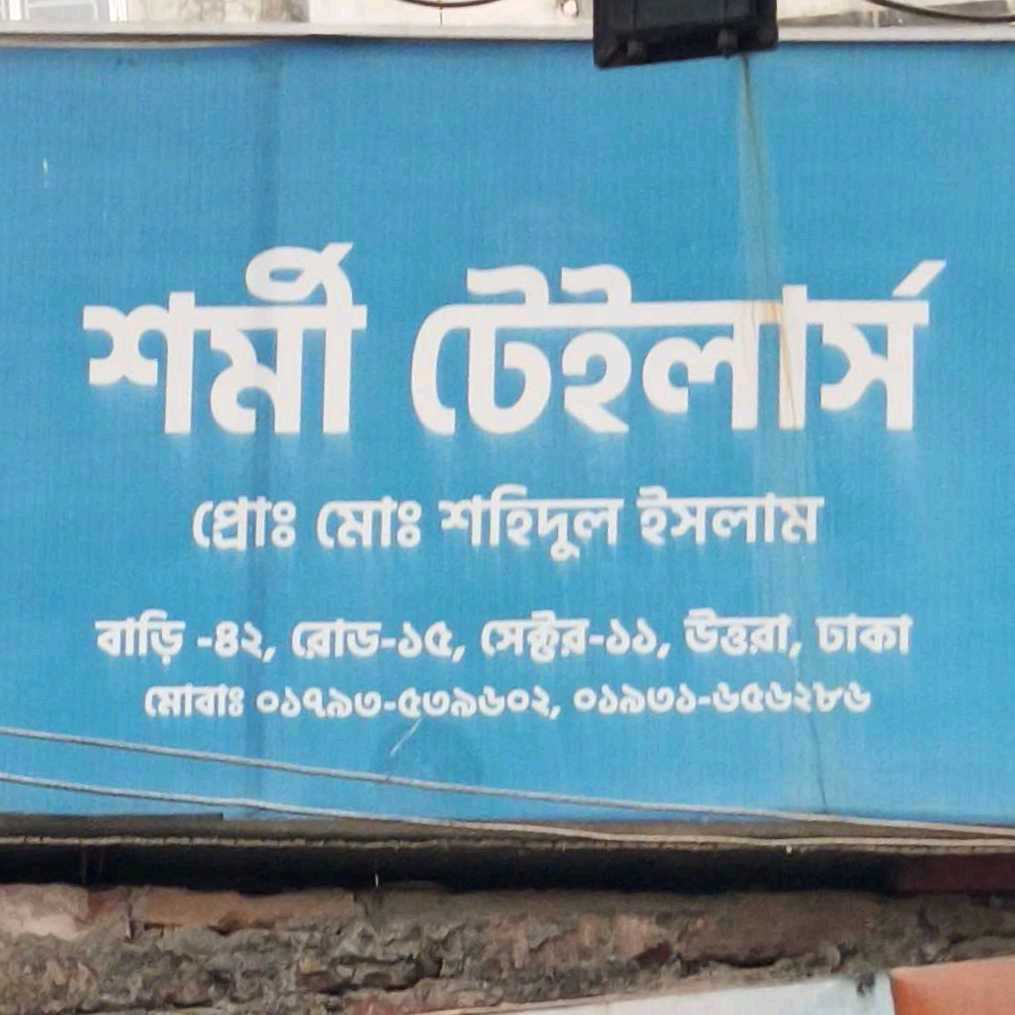 শর্মী টেইলার্স
প্রোঃ মোঃ শহিদুল ইসলাম
বাড়ি -৪২, রোড-১৫, সেক্টর-১১, উত্তরা, ঢাকা
মোবাঃ ০১৭৯৩-৫৩৯৬০২, ০১৯৩১-৬৫৬২৮৬